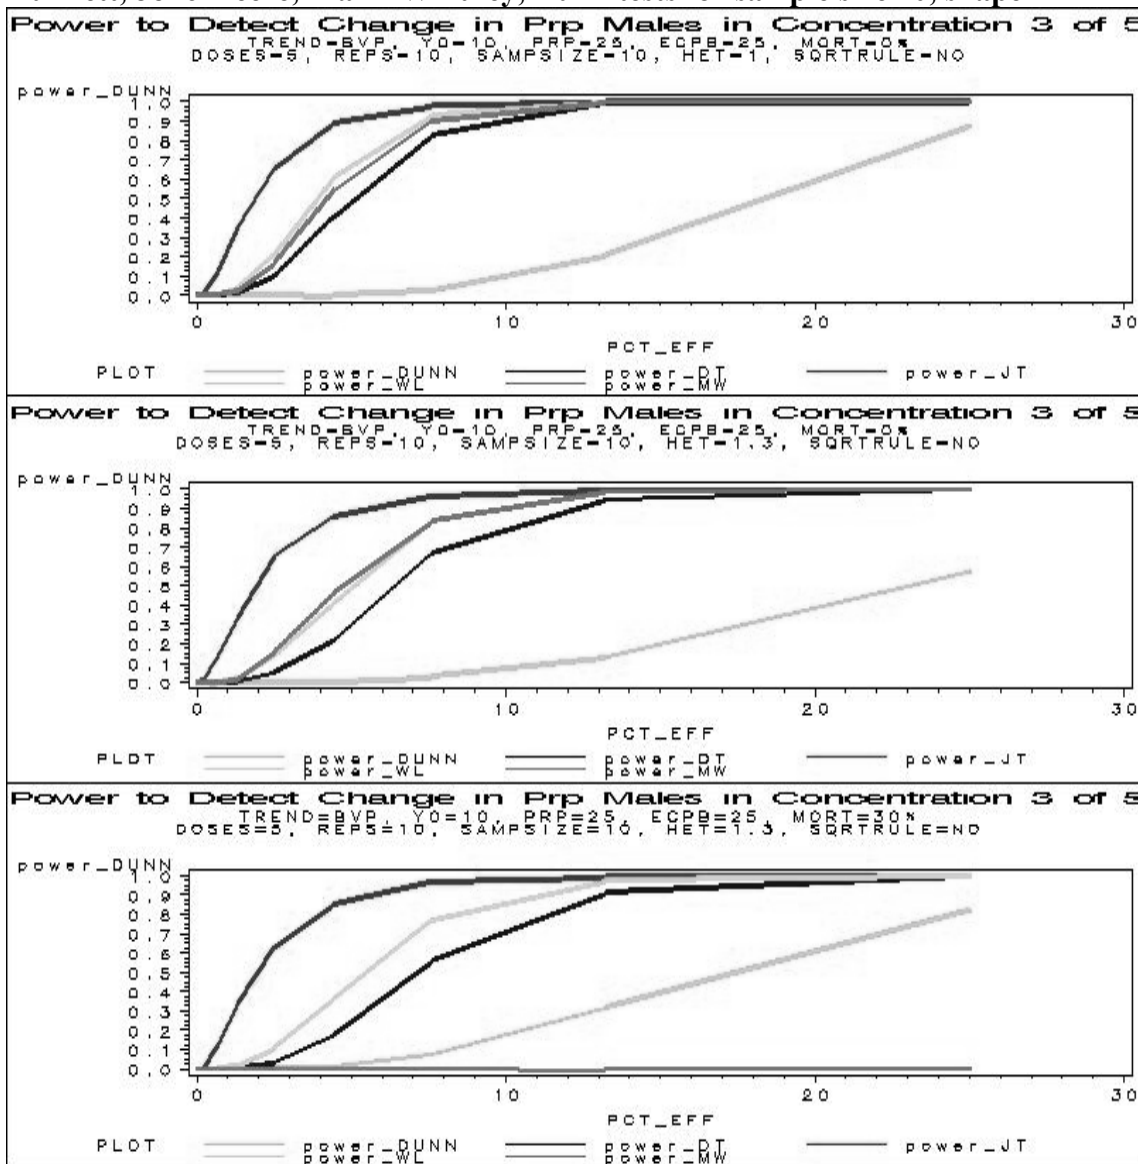 Power to Detect Change in Prp Males in Concentration 3 of 5
TREND=BVP, Y0=10, PRP=25, ECPB=25, MORT=0%
DOSES=5, REPS=10, SAMPSIZE=10, HET=1, SQRTRULE=NO
power_DUNN
1.0
0.9
0.8
0.7
0.6
0.5
0.4
0.3
0.2
0.1
0.0
0 10 20 30
PCT_EFF
PLOT power_DUNN power_DT power_JT
power_WL power_MW
Power to Detect Change in Prp Males in Concentration 3 of 5
TREND=BVP, Y0=10, PRP=25, ECPB=25, MORT=0%
DOSES=5, REPS=10, SAMPSIZE=10, HET=1.3, SQRTRULE=NO
power_DUNN
1.0
0.9
0.8
0.7
0.6
0.5
0.4
0.3
0.2
0.1
0.0
0 10 20 30
PCT_EFF
PLOT power_DUNN power_DT power_JT
power_WL power_MW
Power to Detect Change in Prp Males in Concentration 3 of 5
TREND=BVP, Y0=10, PRP=25, ECPB=25, MORT=30%
DOSES=5, REPS=10, SAMPSIZE=10, HET=1.3, SQRTRULE=NO
power_DUNN
1.0
0.9
0.8
0.7
0.6
0.5
0.4
0.3
0.2
0.1
0.0
0 10 20 30
PCT_EFF
PLOT power_DUNN power_DT power_JT
power_WL power_MW